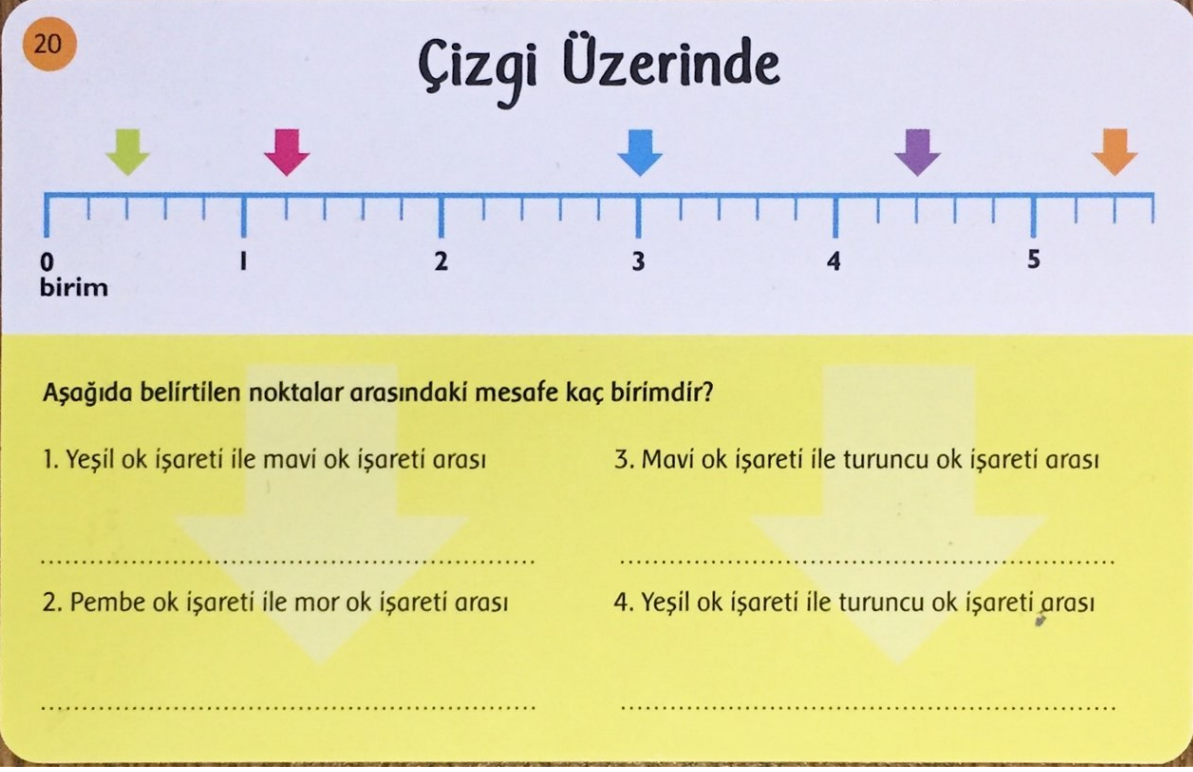 20
Çizgi Üzerinde
0 1 2 3 4 5
birim
Aşağıda belirtilen noktalar arasındaki mesafe kaç birimdir?
1. Yeşil ok işareti ile mavi ok işareti arası
3. Mavi ok işareti ile turuncu ok işareti arası
2. Pembe ok işareti ile mor ok işareti arası
4. Yeşil ok işareti ile turuncu ok işareti arası